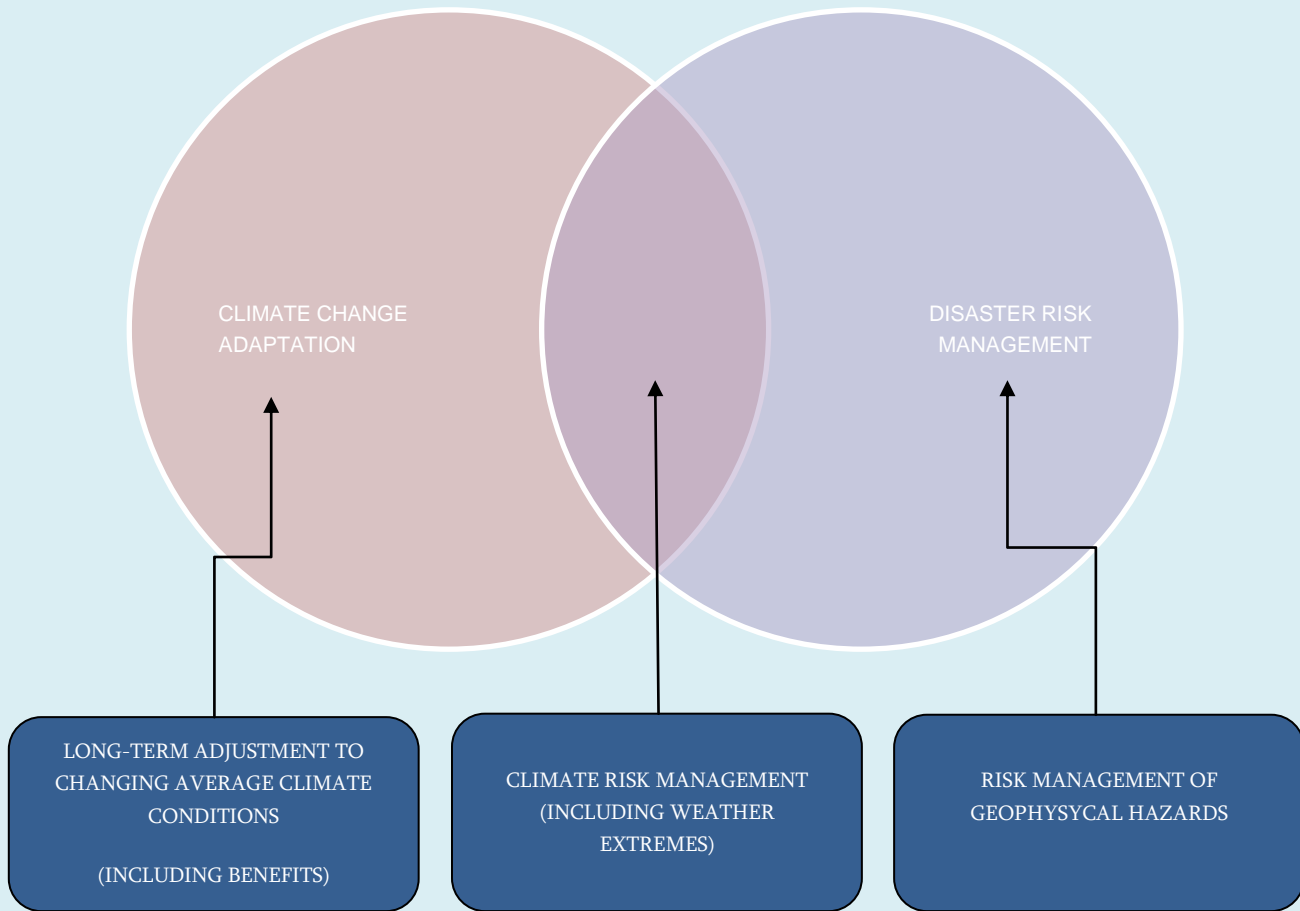 CLIMATE CHANGE
ADAPTATION
DISASTER RISK
MANAGEMENT
LONG-TERM ADJUSTMENT TO
CHANGING AVERAGE CLIMATE
CONDITIONS
(INCLUDING BENEFITS)
CLIMATE RISK MANAGEMENT
(INCLUDING WEATHER
EXTREMES)
RISK MANAGEMENT OF
GEOPHYSYCAL HAZARDS